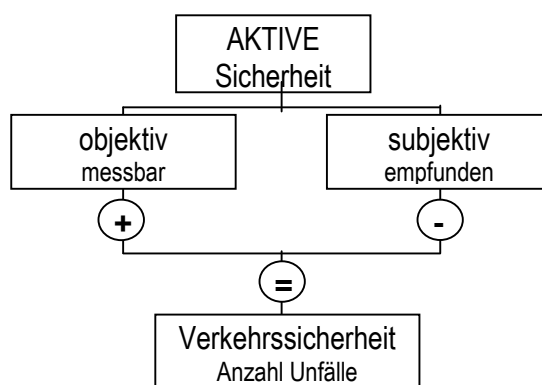 AKTIVE
Sicherheit
objektiv
messbar
subjektiv
empfunden
+
-
=
Verkehrssicherheit
Anzahl Unfälle